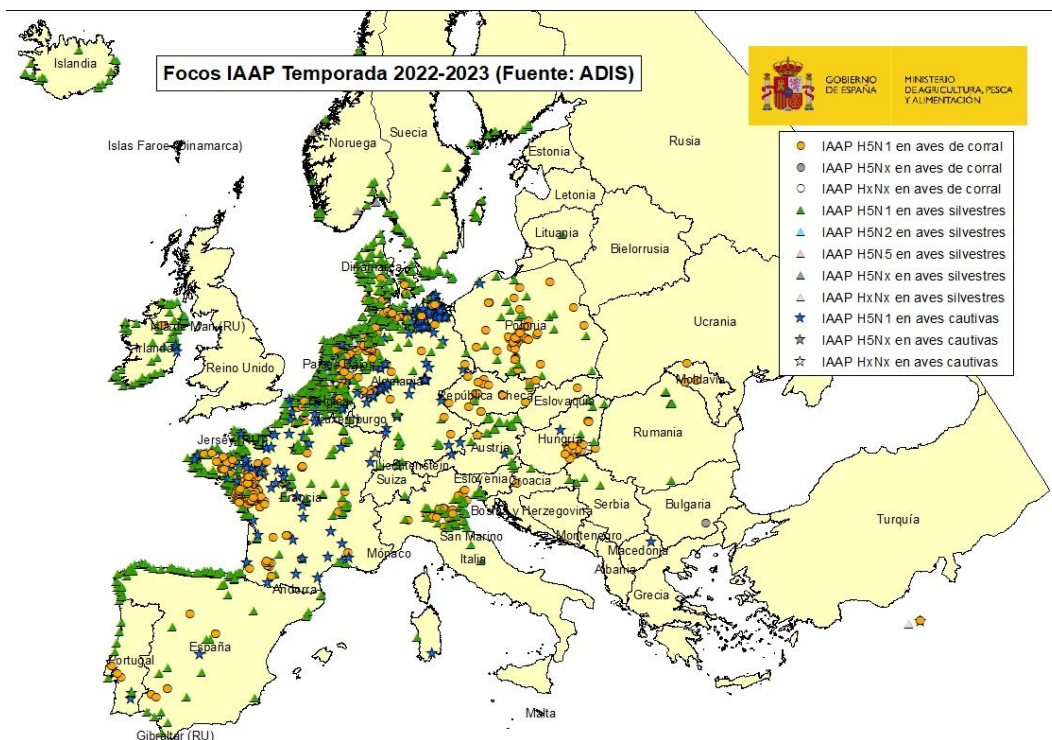 Islandia
Focos IAAP Temporada 2022-2023 (Fuente: ADIS)
GOBIERNO
DE ESPAÑA
MINISTERIO
DE AGRICULTURA, PESCA
Y ALIMENTACIÓN
Islas Faroe (Dinamarca)
Noruega
Suecia
Rusia
Estonia
Letonia
Lituania
Bielorrusia
Dinamarca
IAAP H5N1 en aves de corral
IAAP H5Nx en aves de corral
IAAP HxNx en aves de corral
IAAP H5N1 en aves silvestres
IAAP H5N2 en aves silvestres
IAAP H5N5 en aves silvestres
IAAP H5Nx en aves silvestres
IAAP HxNx en aves silvestres
IAAP H5N1 en aves cautivas
IAAP H5Nx en aves cautivas
IAAP HxNx en aves cautivas
Isla de Man (RU)
Irlanda
Reino Unido
Polonia
Ucrania
Alemania
República Checa
Eslovaquia
Moldavia
Luxemburgo
Jersey (RU)
Austria
Hungría
Rumania
Liechtenstein
Suiza
Francia
Eslovenia
Croacia
Bosnia y Herzegovina
Serbia
Bulgaria
San Marino
Mónaco
Italia
Montenegro
Macedonia
Albania
Turquía
Andorra
Grecia
España
Portugal
Malta
Gibraltar (RU)